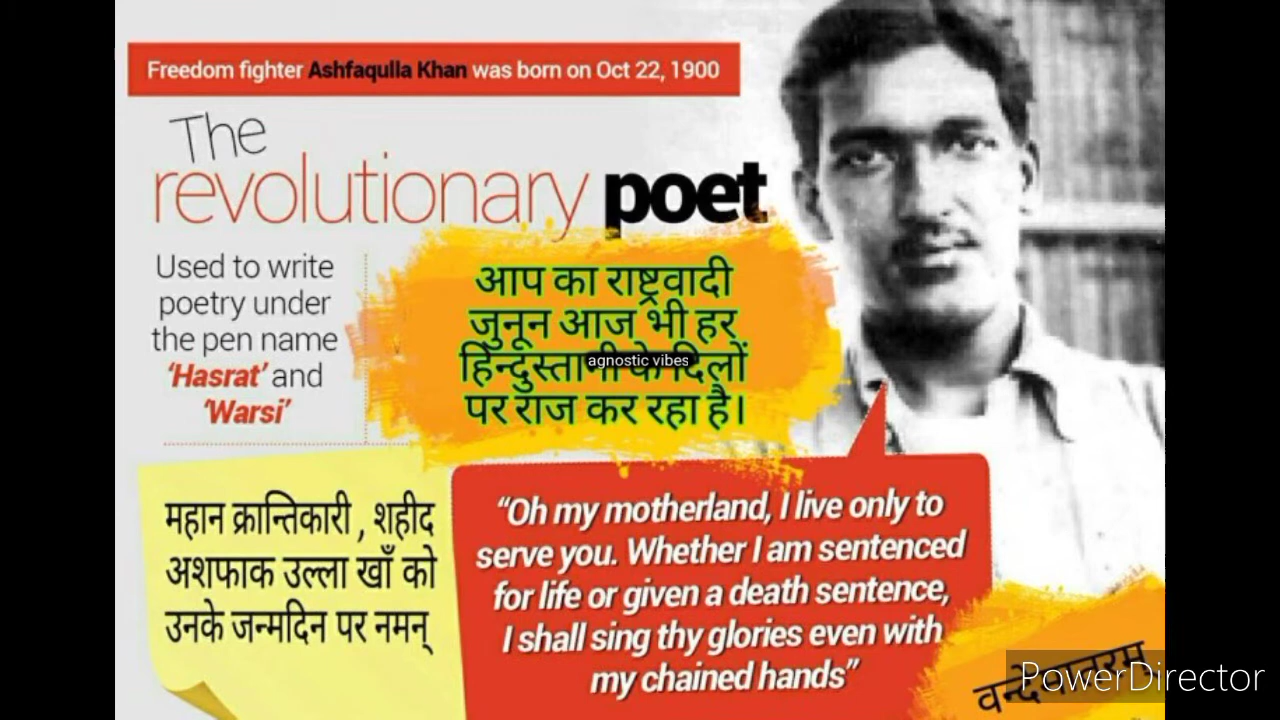 Freedom fighter Ashfaqulla Khan was born on Oct 22, 1900
The
revolutionary poet
Used to write
poetry under
the pen name
‘Hasrat’ and
‘Warsi’
आप का राष्ट्रवादी
जुनून आज भी हर
हिन्दुस्तानी के दिलों
पर राज कर रहा है।
agnostic vibes
महान क्रान्तिकारी , शहीद
अशफाक उल्ला खाँ को
उनके जन्मदिन पर नमन्
“Oh my motherland, I live only to
serve you. Whether I am sentenced
for life or given a death sentence,
I shall sing thy glories even with
my chained hands”
वन्देमातरम्
PowerDirector